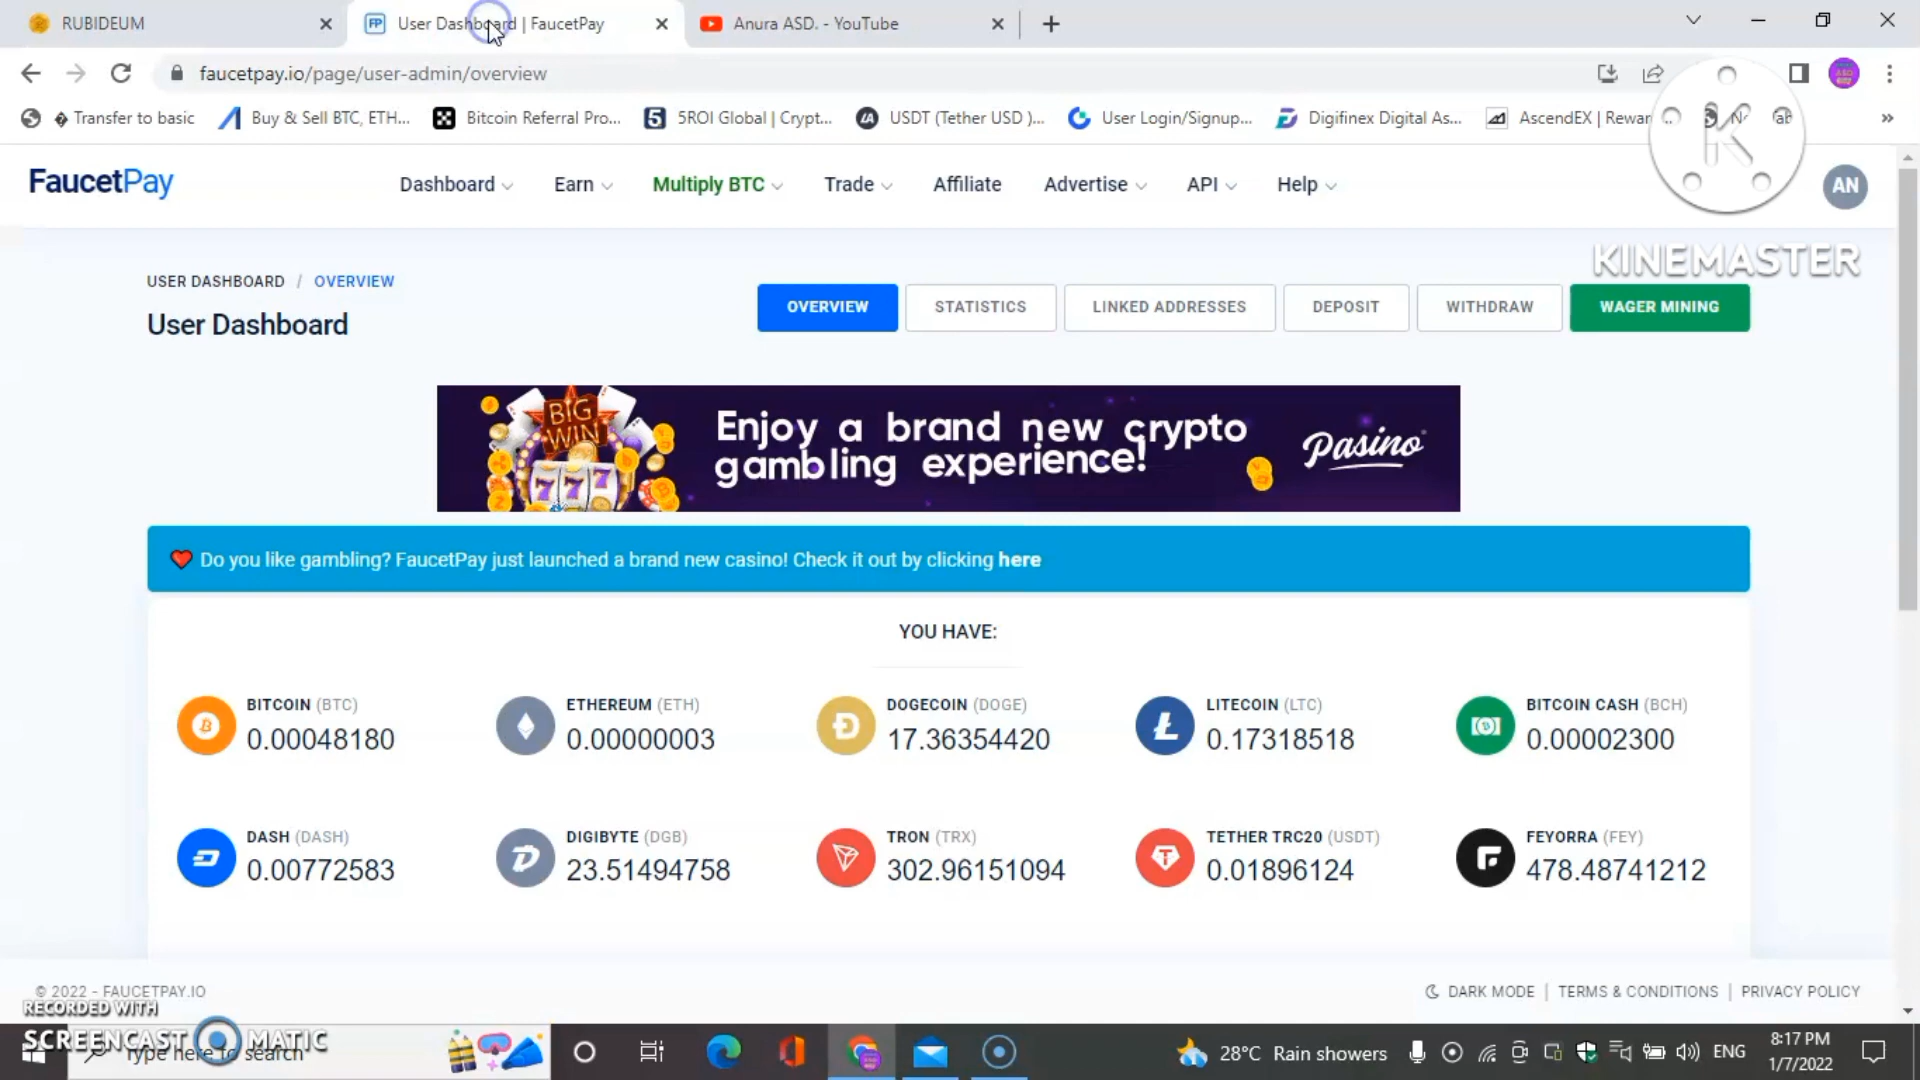 RUBIDEUM
FP User Dashboard | FaucetPay
Anura ASD. - YouTube
faucetpay.io/page/user-admin/overview
Transfer to basic
Buy & Sell BTC, ETH...
Bitcoin Referral Pro...
5ROI Global | Crypt...
USDT (Tether USD )...
User Login/Signup...
Digifinex Digital As...
AscendEX | Rewar
K
KINEMASTER
FaucetPay
Dashboard
Earn
Multiply BTC
Trade
Affiliate
Advertise
API
Help
AN
USER DASHBOARD / OVERVIEW
User Dashboard
OVERVIEW
STATISTICS
LINKED ADDRESSES
DEPOSIT
WITHDRAW
WAGER MINING
BIG WIN
777
Enjoy a brand new crypto
gambling experience!
Pasino
Do you like gambling? FaucetPay just launched a brand new casino! Check it out by clicking here
YOU HAVE:
BITCOIN (BTC)
0.00048180
ETHEREUM (ETH)
0.00000003
DOGECOIN (DOGE)
17.36354420
LITECOIN (LTC)
0.17318518
BITCOIN CASH (BCH)
0.00002300
DASH (DASH)
0.00772583
DIGIBYTE (DGB)
23.51494758
TRON (TRX)
302.96151094
TETHER TRC20 (USDT)
0.01896124
FEYORRA (FEY)
478.48741212
© 2022 - FAUCETPAY.IO
DARK MODE | TERMS & CONDITIONS | PRIVACY POLICY
RECORDED WITH
SCREENCAST MATIC
Type here to search
28°C Rain showers
ENG
8:17 PM
1/7/2022